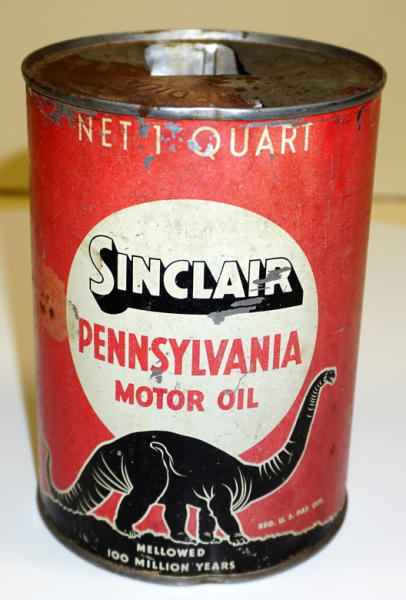 NET 1 QUART
SINCLAIR
PENNSYLVANIA
MOTOR OIL
REG. U. S. PAT. OFF.
MELLOWED
100 MILLION YEARS